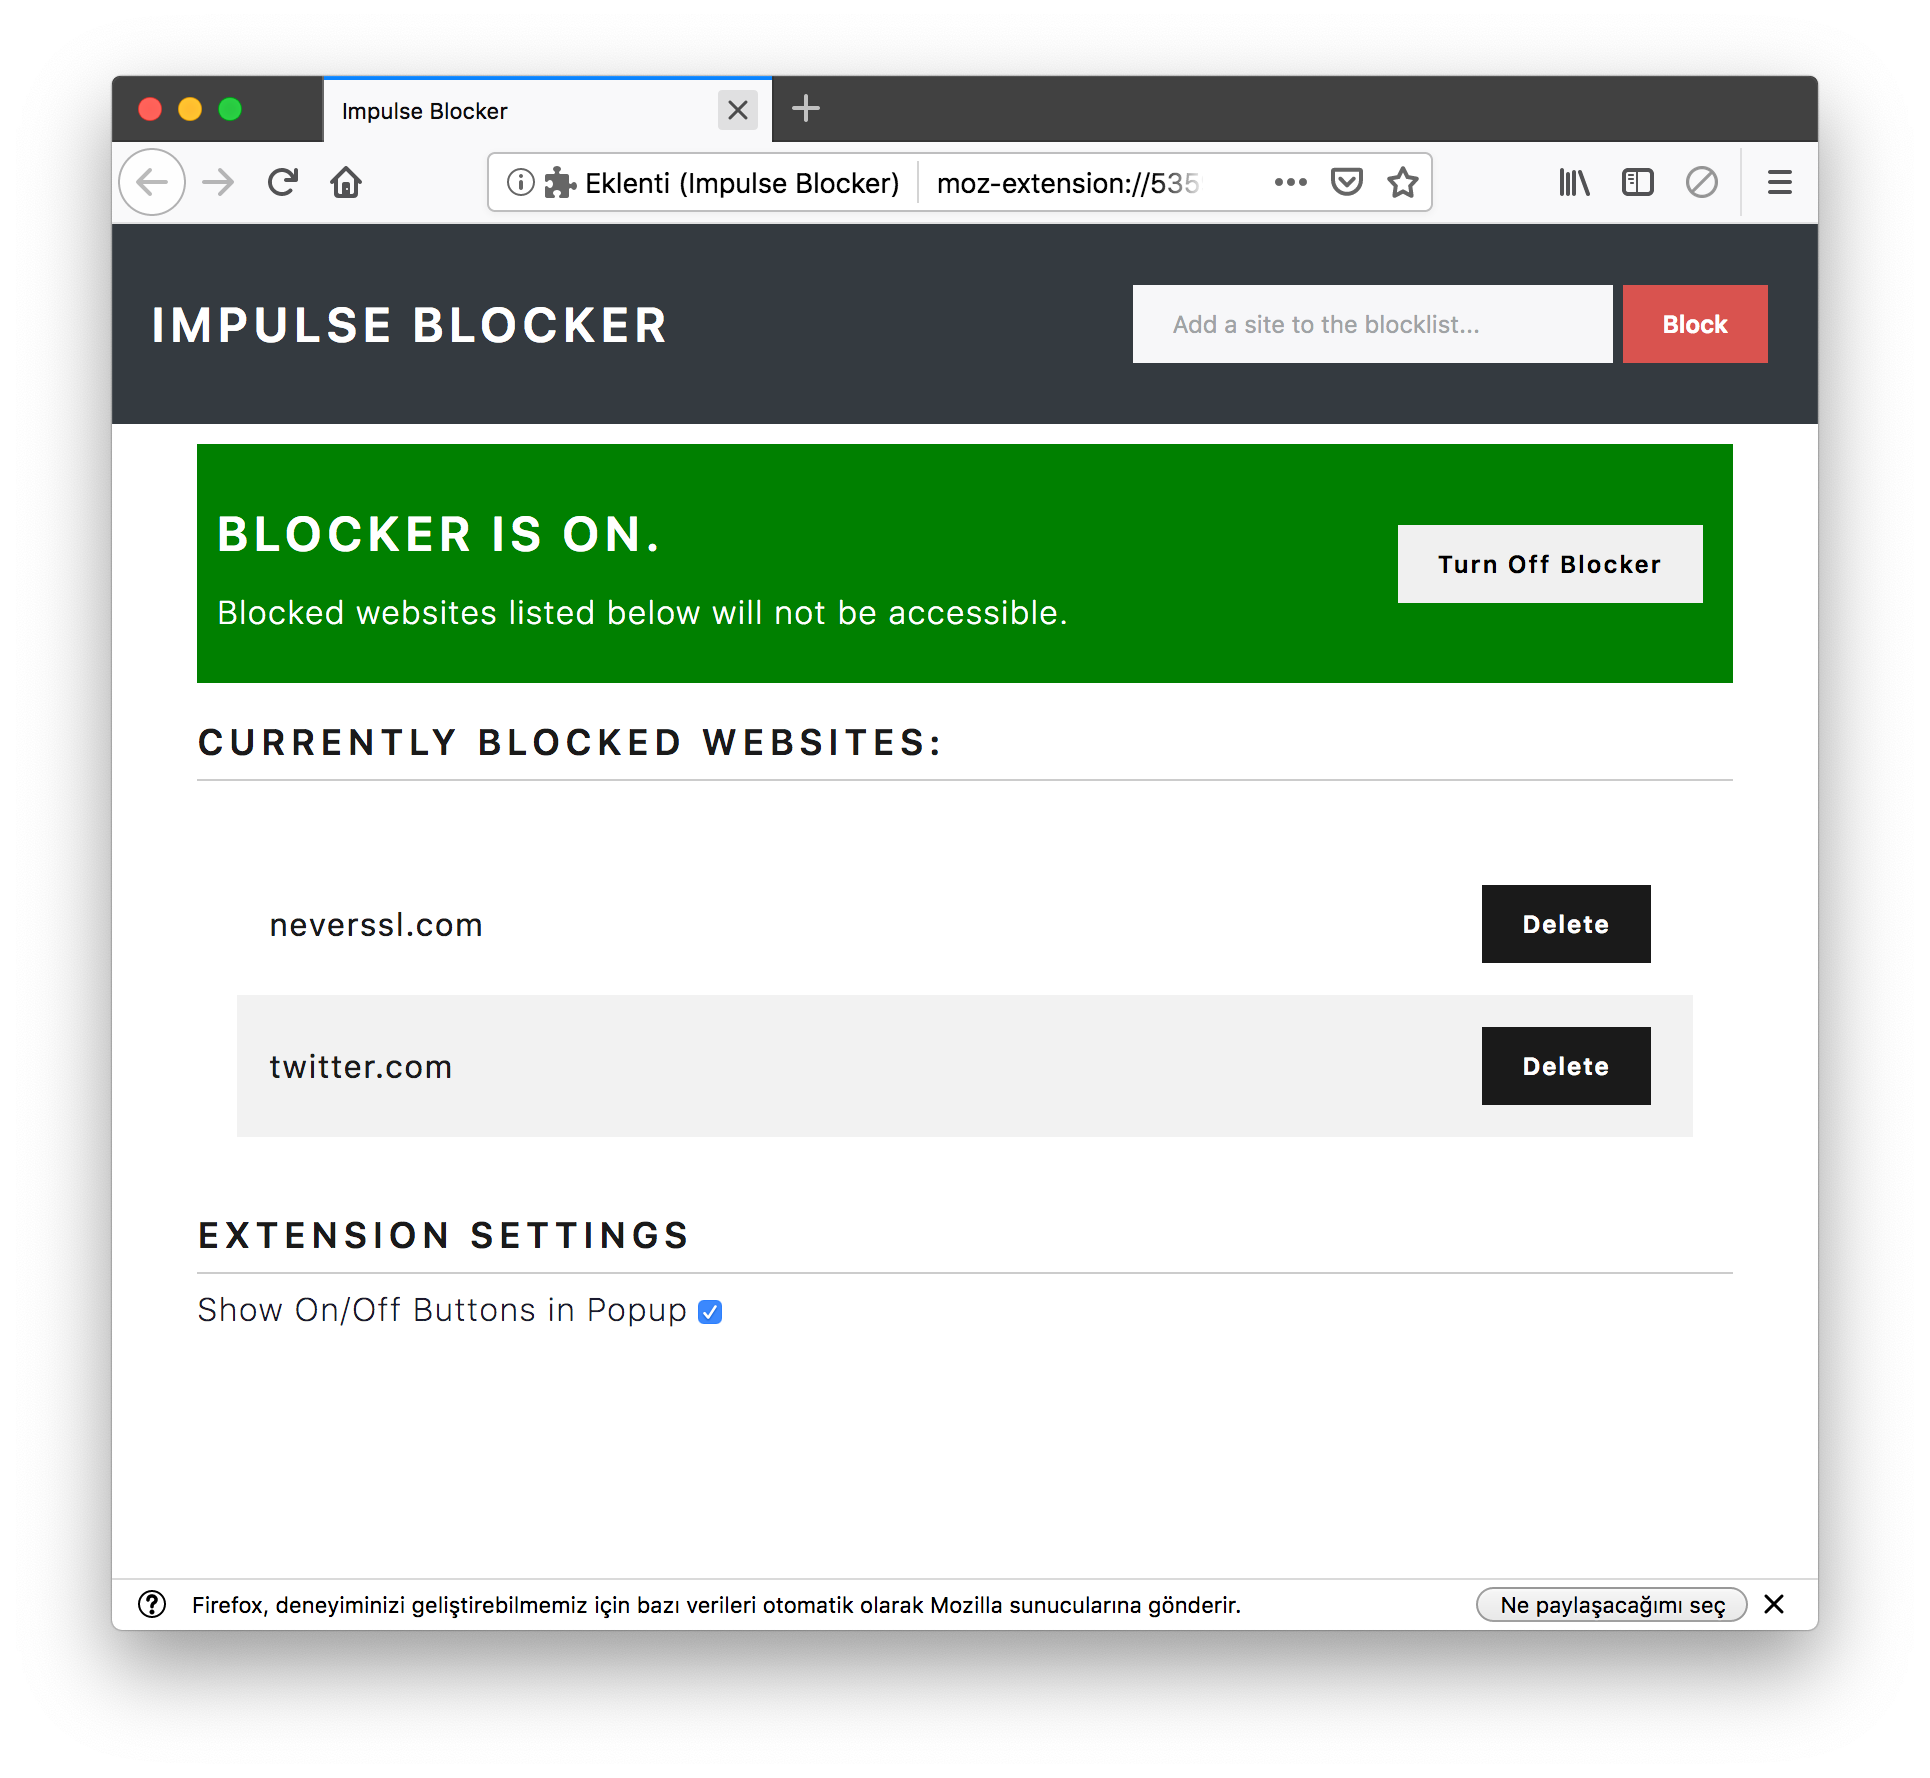 Impulse Blocker
Eklenti (Impulse Blocker) moz-extension://535
IMPULSE BLOCKER
Add a site to the blocklist...
Block
BLOCKER IS ON.
Blocked websites listed below will not be accessible.
Turn Off Blocker
CURRENTLY BLOCKED WEBSITES:
neverssl.com
Delete
twitter.com
Delete
EXTENSION SETTINGS
Show On/Off Buttons in Popup
Firefox, deneyiminizi geliştirebilmemiz için bazı verileri otomatik olarak Mozilla sunucularına gönderir.
Ne paylaşacağımı seç